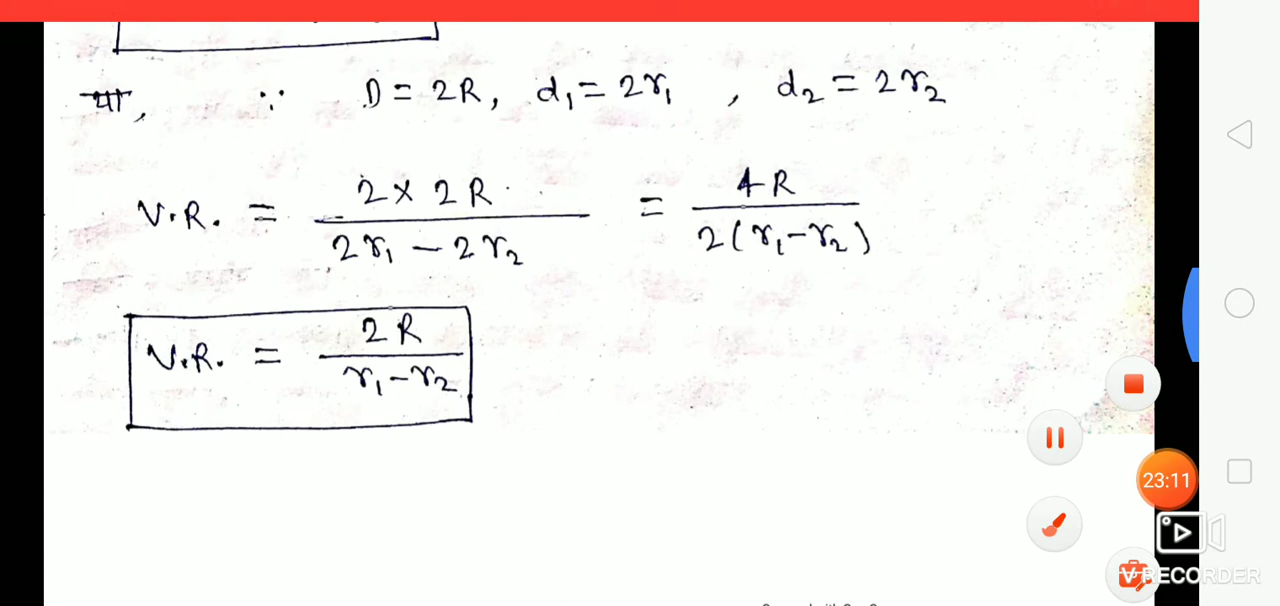 या, ∵ D = 2R, d₁ = 2r₁, d₂ = 2r₂
V.R. = 2 × 2R / 2r₁ − 2r₂ = 4R / 2(r₁−r₂)
V.R. = 2R / r₁−r₂
23:11
V RECORDER